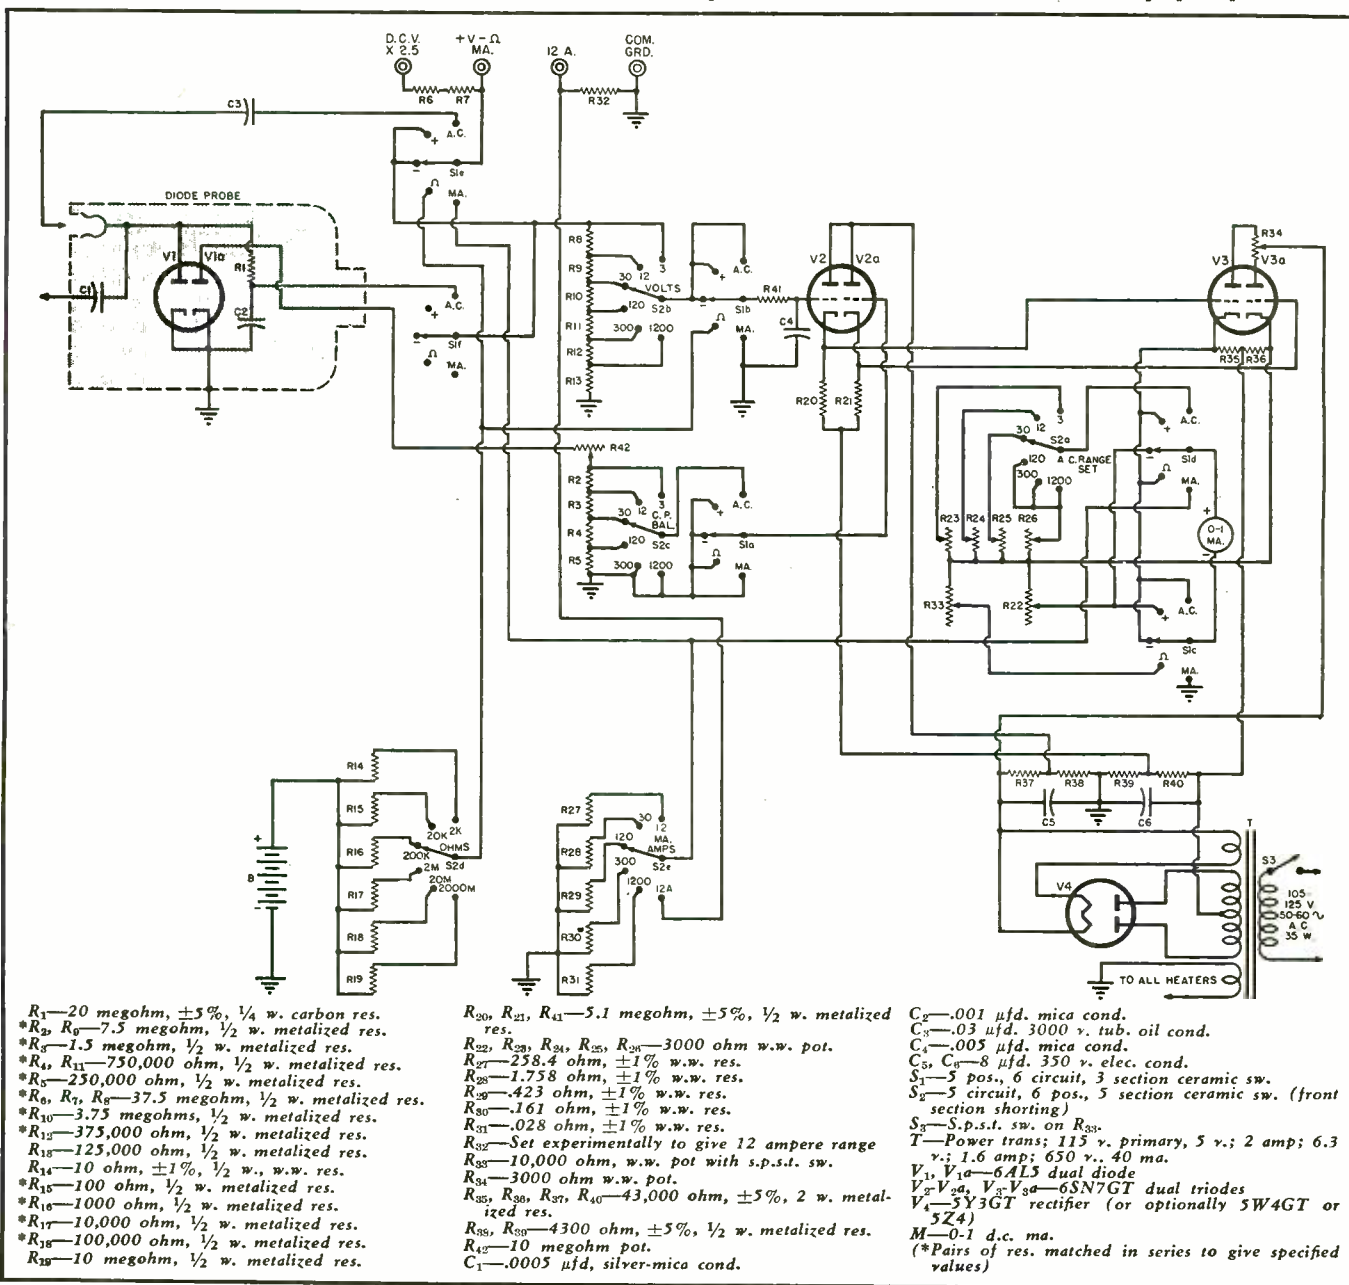 D.C.V. X 2.5
+V-Ω MA.
12 A.
COM. GRD.
R6
R7
R32
C3
A.C.
+
-
S1e
Ω
MA.
DIODE PROBE
V1
V1a
R1
C1
C2
A.C.
+
-
S1f
Ω
MA.
R8
R9
R10
R11
R12
R13
30
12
3
VOLTS
S2b
120
300
1200
+
A.C.
-
S1b
Ω
MA.
R41
C4
V2
V2a
R20
R21
V3
V3a
R34
R35
R36
R42
R2
R3
R4
R5
30
12
3
C.P. BAL.
S2c
120
300
1200
+
A.C.
-
S1a
Ω
MA.
30
12
3
S2a
A.C. RANGE SET
120
300
1200
R23
R24
R25
R26
R33
R22
+
A.C.
-
S1d
Ω
MA.
+
0-1 MA.
-
+
A.C.
-
S1c
Ω
MA.
R14
R15
R16
R17
R18
R19
20K
2K
OHMS
200K
S2d
2M
20M
2000M
+
B
-
R27
R28
R29
R30
R31
30
12
MA.
120
AMPS
S2e
300
1200
12A
R37
R38
R39
R40
C5
C6
V4
T
S3
105
125 V
50-60 ~
A C
35 W
TO ALL HEATERS
R₁—20 megohm, ±5%, ¼ w. carbon res.
*R₂, R₉—7.5 megohm, ½ w. metalized res.
*R₃—1.5 megohm, ½ w. metalized res.
*R₄, R₁₁—750,000 ohm, ½ w. metalized res.
*R₅—250,000 ohm, ½ w. metalized res.
*R₆, R₇, R₈—37.5 megohm, ½ w. metalized res.
*R₁₀—3.75 megohms, ½ w. metalized res.
*R₁₂—375,000 ohm, ½ w. metalized res.
R₁₃—125,000 ohm, ½ w. metalized res.
R₁₄—10 ohm, ±1%, ½ w., w.w. res.
*R₁₅—100 ohm, ½ w. metalized res.
*R₁₆—1000 ohm, ½ w. metalized res.
*R₁₇—10,000 ohm, ½ w. metalized res.
*R₁₈—100,000 ohm, ½ w. metalized res.
R₁₉—10 megohm, ½ w. metalized res.
R₂₀, R₂₁, R₄₁—5.1 megohm, ±5%, ½ w. metalized
res.
R₂₂, R₂₃, R₂₄, R₂₅, R₂₆—3000 ohm w.w. pot.
R₂₇—258.4 ohm, ±1% w.w. res.
R₂₈—1.758 ohm, ±1% w.w. res.
R₂₉—.423 ohm, ±1% w.w. res.
R₃₀—.161 ohm, ±1% w.w. res.
R₃₁—.028 ohm, ±1% w.w. res.
R₃₂—Set experimentally to give 12 ampere range
R₃₃—10,000 ohm, w.w. pot with s.p.s.t. sw.
R₃₄—3000 ohm w.w. pot.
R₃₅, R₃₆, R₃₇, R₄₀—43,000 ohm, ±5%, 2 w. metal-
ized res.
R₃₈, R₃₉—4300 ohm, ±5%, ½ w. metalized res.
R₄₂—10 megohm pot.
C₁—.0005 µfd, silver-mica cond.
C₂—.001 µfd. mica cond.
C₃—.03 µfd. 3000 v. tub. oil cond.
C₄—.005 µfd. mica cond.
C₅, C₆—8 µfd. 350 v. elec. cond.
S₁—5 pos., 6 circuit, 3 section ceramic sw.
S₂—5 circuit, 6 pos., 5 section ceramic sw. (front
section shorting)
S₃—S.p.s.t. sw. on R₃₃.
T—Power trans; 115 v. primary, 5 v.; 2 amp; 6.3
v.; 1.6 amp; 650 v.. 40 ma.
V₁, V₁a—6AL5 dual diode
V₂-V₂a, V₃-V₃a—6SN7GT dual triodes
V₄—5Y3GT rectifier (or optionally 5W4GT or
5Z4)
M—0-1 d.c. ma.
(*Pairs of res. matched in series to give specified
values)